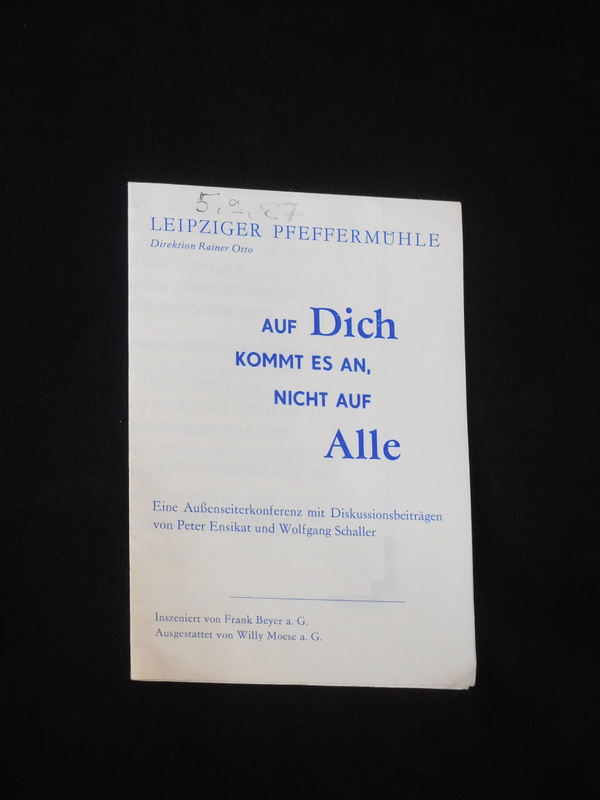 5.9.87
LEIPZIGER PFEFFERMÜHLE
Direktion Rainer Otto
AUF Dich
KOMMT ES AN,
NICHT AUF
Alle
Eine Außenseiterkonferenz mit Diskussionsbeiträgen
von Peter Ensikat und Wolfgang Schaller
Inszeniert von Frank Beyer a. G.
Ausgestattet von Willy Moese a. G.